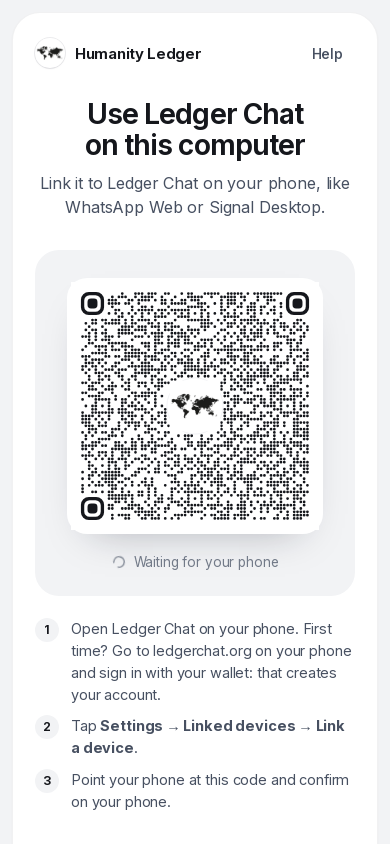 Humanity Ledger
Help
Use Ledger Chat
on this computer
Link it to Ledger Chat on your phone, like
WhatsApp Web or Signal Desktop.
Waiting for your phone
1 Open Ledger Chat on your phone. First
time? Go to ledgerchat.org on your phone
and sign in with your wallet: that creates
your account.
2 Tap Settings → Linked devices → Link
a device.
3 Point your phone at this code and confirm
on your phone.